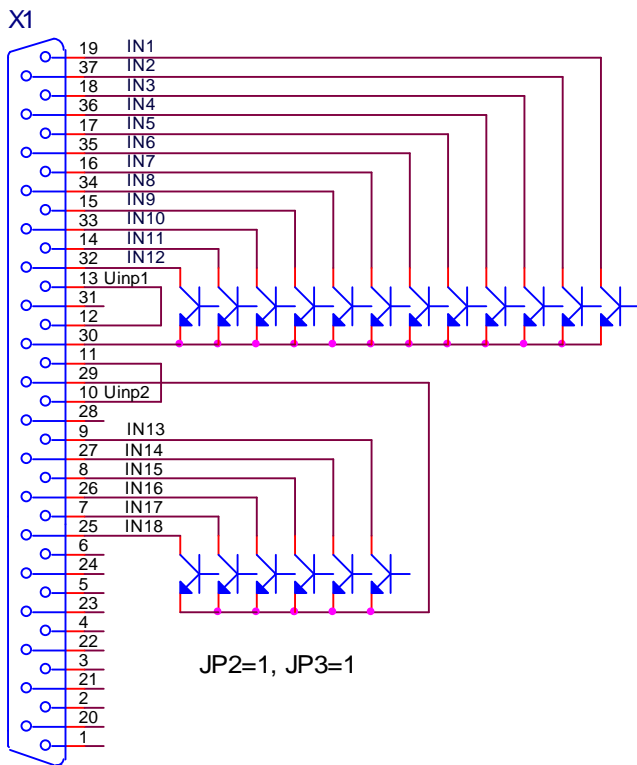 X1
19 IN1
37 IN2
18 IN3
36 IN4
17 IN5
35 IN6
16 IN7
34 IN8
15 IN9
33 IN10
14 IN11
32 IN12
13 Uinp1
31
12
30
11
29
10 Uinp2
28
9 IN13
27 IN14
8 IN15
26 IN16
7 IN17
25 IN18
6
24
5
23
4
22
3
21
2
20
1
JP2=1, JP3=1